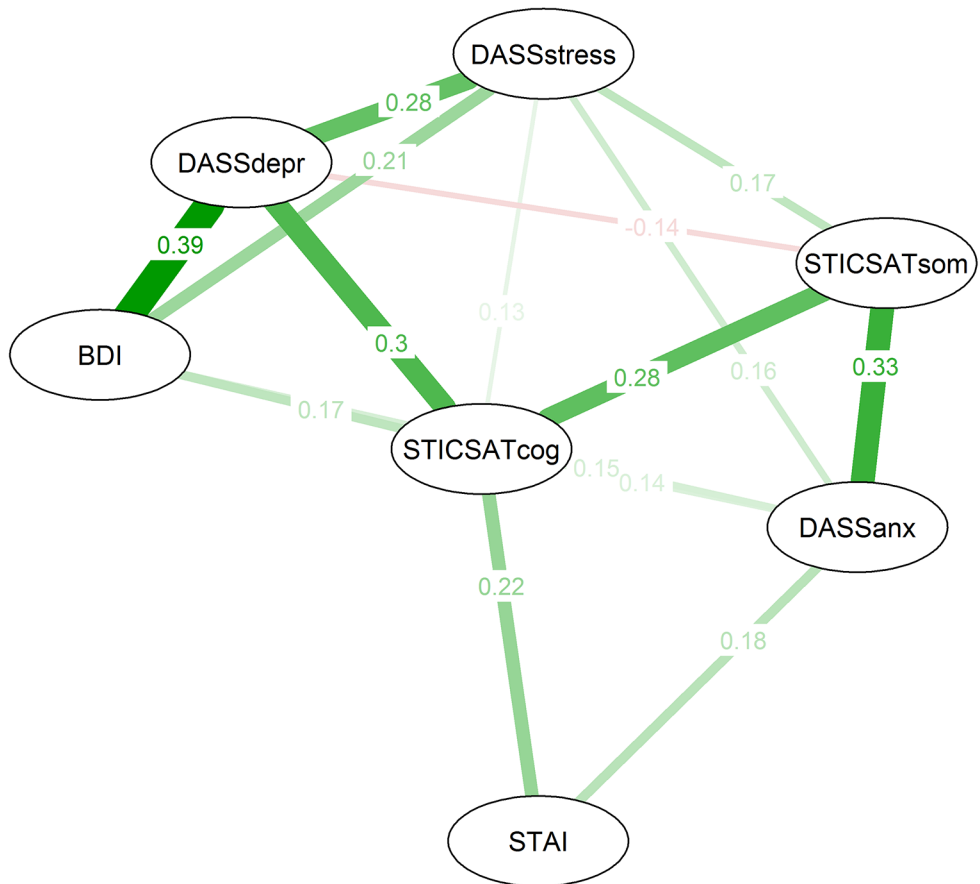 DASSstress
0.28
DASSdepr
0.21
0.17
-0.14
0.39
STICSATsom
0.13
BDI
0.3
0.28
0.16
0.33
0.17
STICSATcog
0.15
0.14
DASSanx
0.22
0.18
STAI